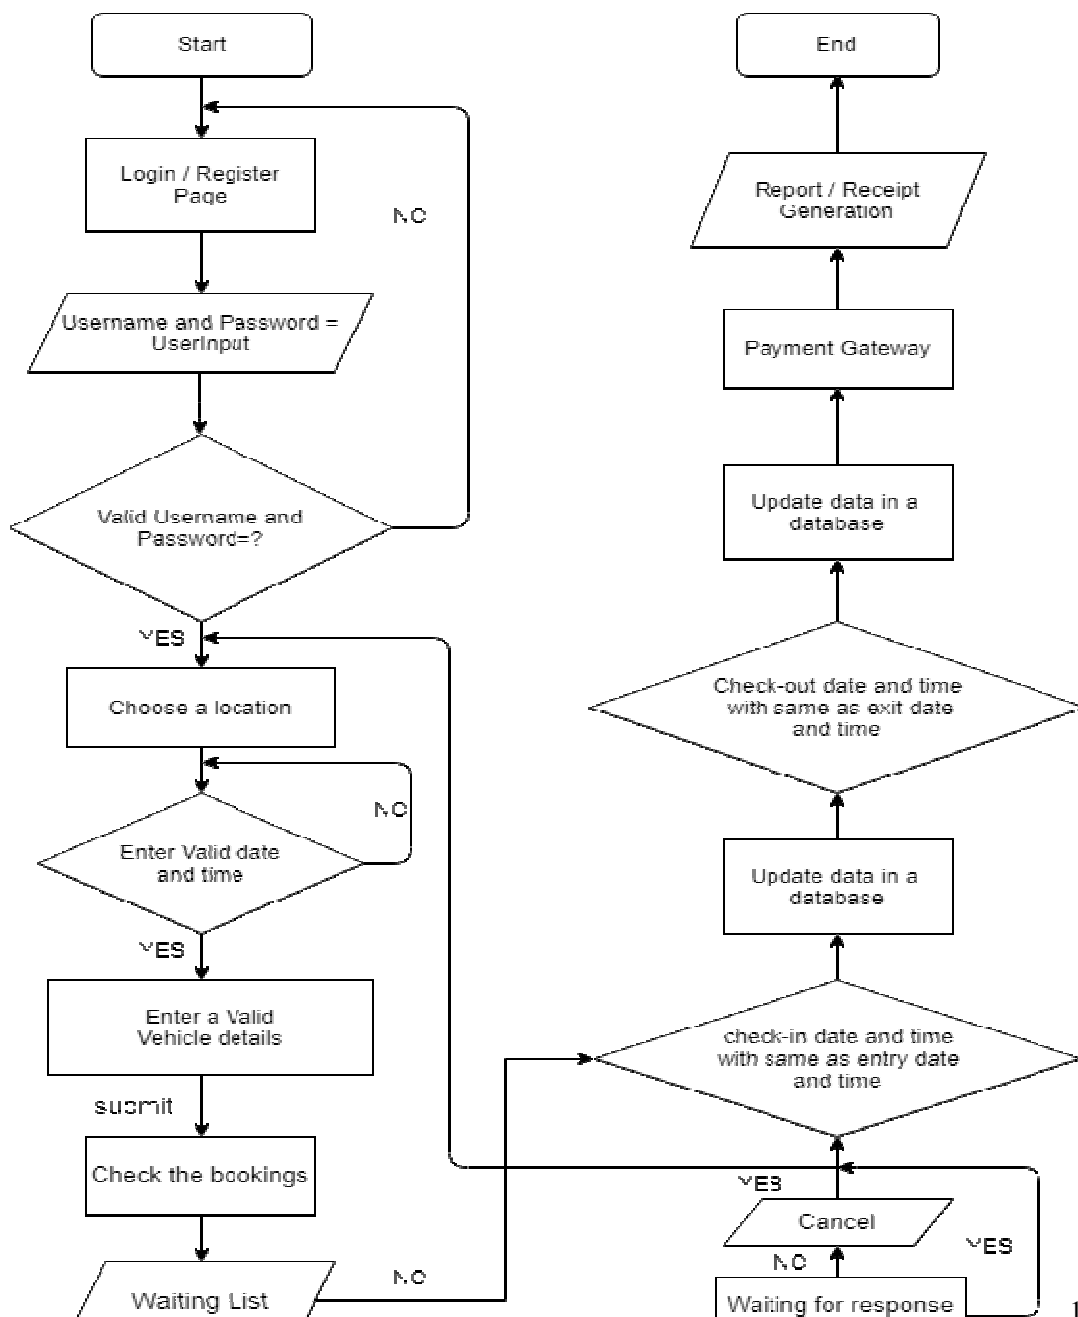 Start
Login / Register
Page
NO
Username and Password =
UserInput
Valid Username and
Password=?
YES
Choose a location
NO
Enter Valid date
and time
YES
Enter a Valid
Vehicle details
submit
Check the bookings
Waiting List
NO
End
Report / Receipt
Generation
Payment Gateway
Update data in a
database
Check-out date and time
with same as exit date
and time
Update data in a
database
check-in date and time
with same as entry date
and time
YES
Cancel
YES
NO
Waiting for response
1